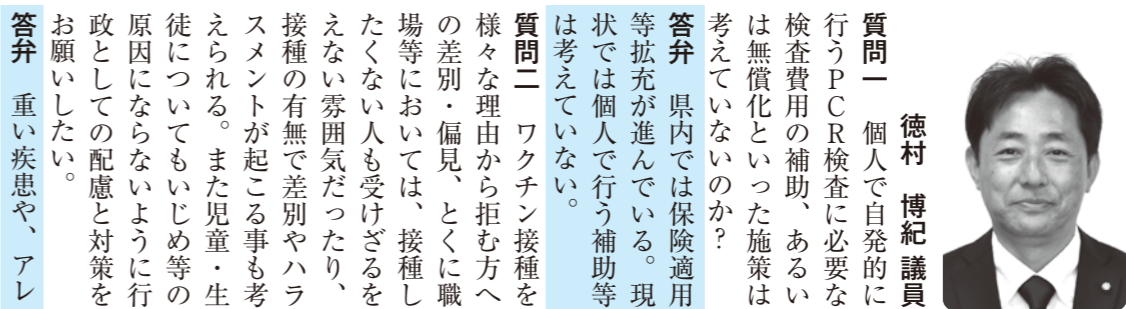 徳村　博紀 議員
質問一　個人で自発的に
行うＰＣＲ検査に必要な
検査費用の補助、あるい
は無償化といった施策は
考えていないのか？
答弁　県内では保険適用
等拡充が進んでいる。現
状では個人で行う補助等
は考えていない。
質問二　ワクチン接種を
様々な理由から拒む方へ
の差別・偏見、とくに職
場等においては、接種し
たくない人も受けざるを
えない雰囲気だったり、
接種の有無で差別やハラ
スメントが起こる事も考
えられる。また児童・生
徒についてもいじめ等の
原因にならないように行
政としての配慮と対策を
お願いしたい。
答弁　重い疾患や、アレ